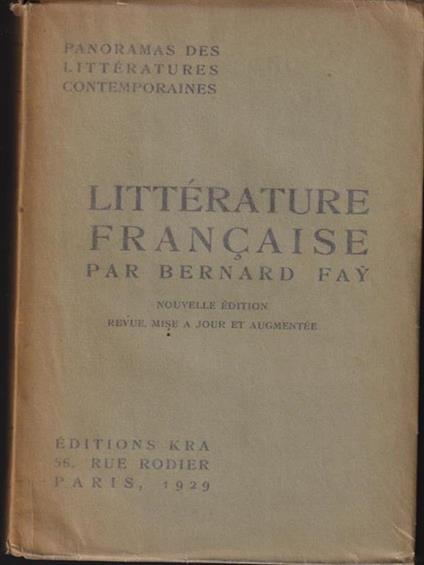 PANORAMAS DES
LITTÉRATURES
CONTEMPORAINES
LITTÉRATURE
FRANÇAISE
PAR BERNARD FAŸ
NOUVELLE ÉDITION
REVUE, MISE A JOUR ET AUGMENTÉE
ÉDITIONS KRA
56, RUE RODIER
PARIS, 1929